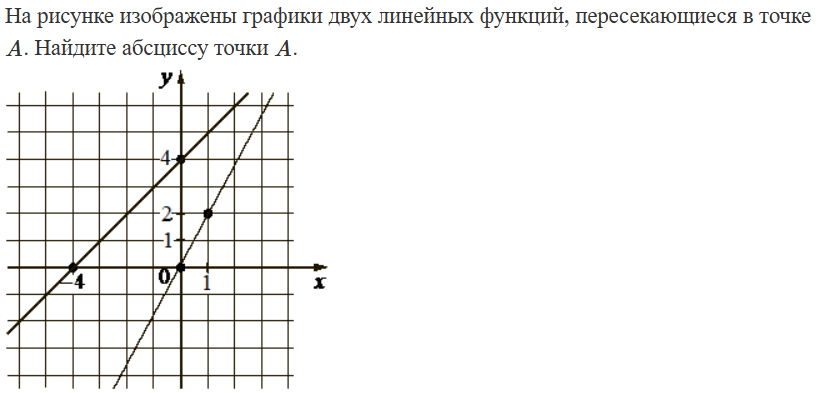 На рисунке изображены графики двух линейных функций, пересекающиеся в точке
A. Найдите абсциссу точки A.
y
4
2
1
−4
0
1
x